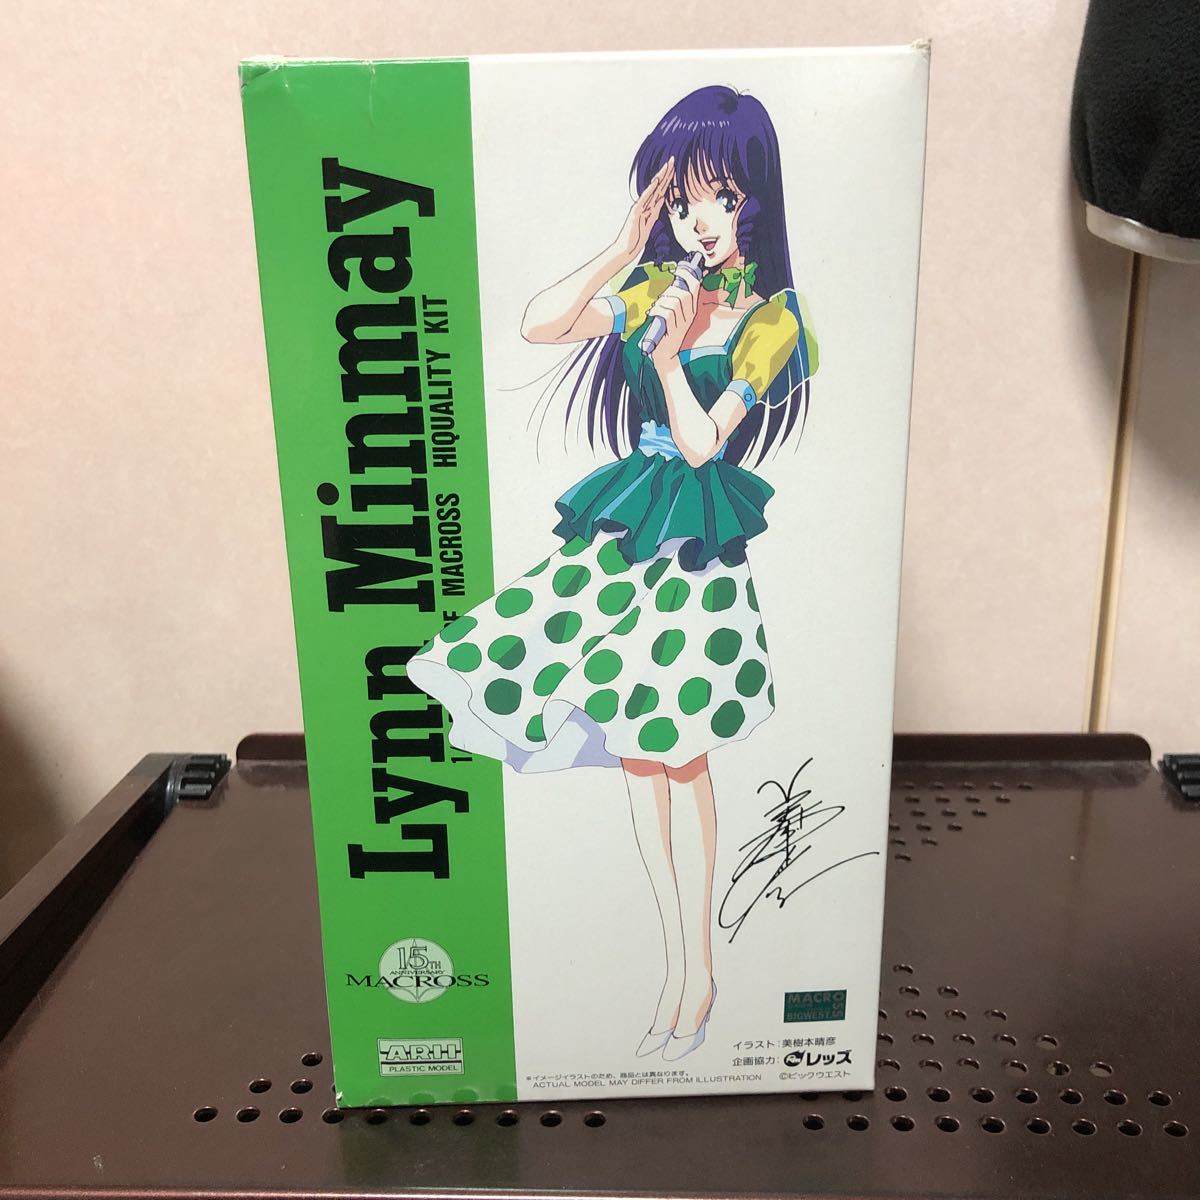 Lynn Minmay
MACROSS HIQUALITY KIT
15TH
ANNIVERSARY
MACROSS
ARII
PLASTIC MODEL
MACROSS
BIGWEST
イラスト:美樹本晴彦
企画協力: レッズ
©ビックウエスト
*イメージイラストのため、商品とは異なります。
ACTUAL MODEL MAY DIFFER FROM ILLUSTRATION